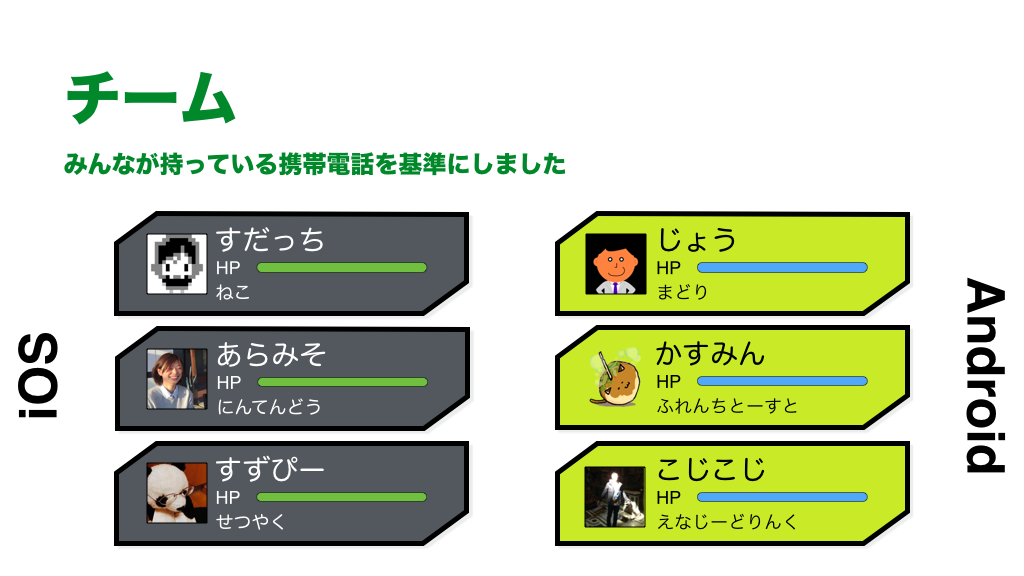 チーム
みんなが持っている携帯電話を基準にしました
iOS
すだっち
HP
ねこ
あらみそ
HP
にんてんどう
すずぴー
HP
せつやく
じょう
HP
まどり
かすみん
HP
ふれんちとーすと
こじこじ
HP
えなじーどりんく
Android